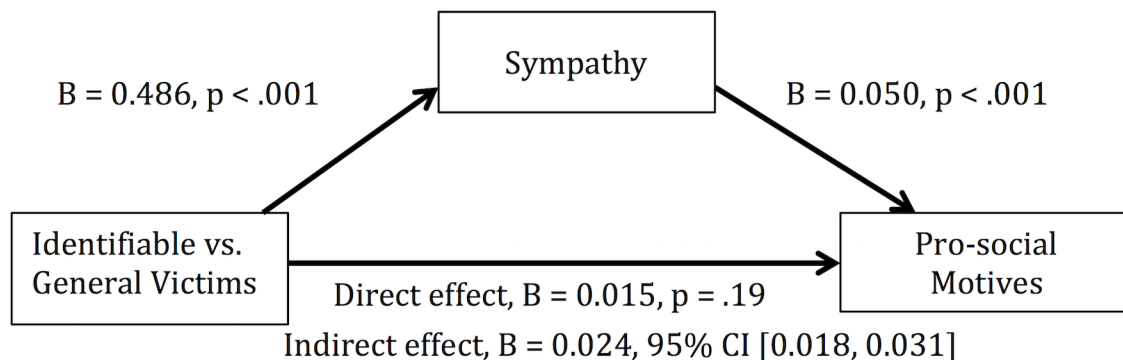 Sympathy
B = 0.486, p < .001
B = 0.050, p < .001
Identifiable vs.
General Victims
Pro-social
Motives
Direct effect, B = 0.015, p = .19
Indirect effect, B = 0.024, 95% CI [0.018, 0.031]